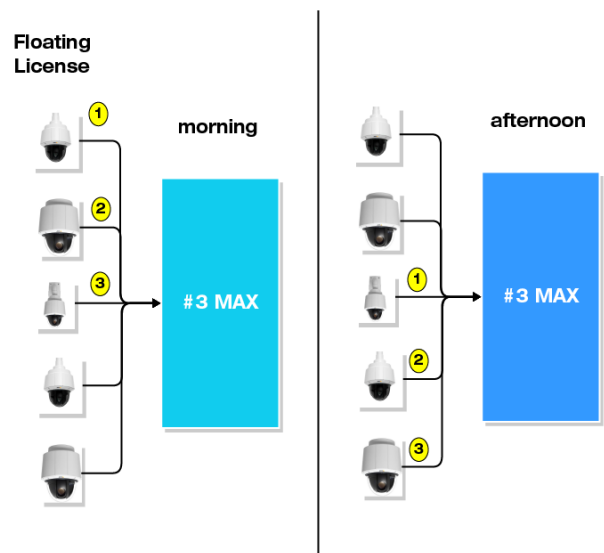 Floating
License
morning
1
2
3
#3 MAX
afternoon
1
2
3
#3 MAX